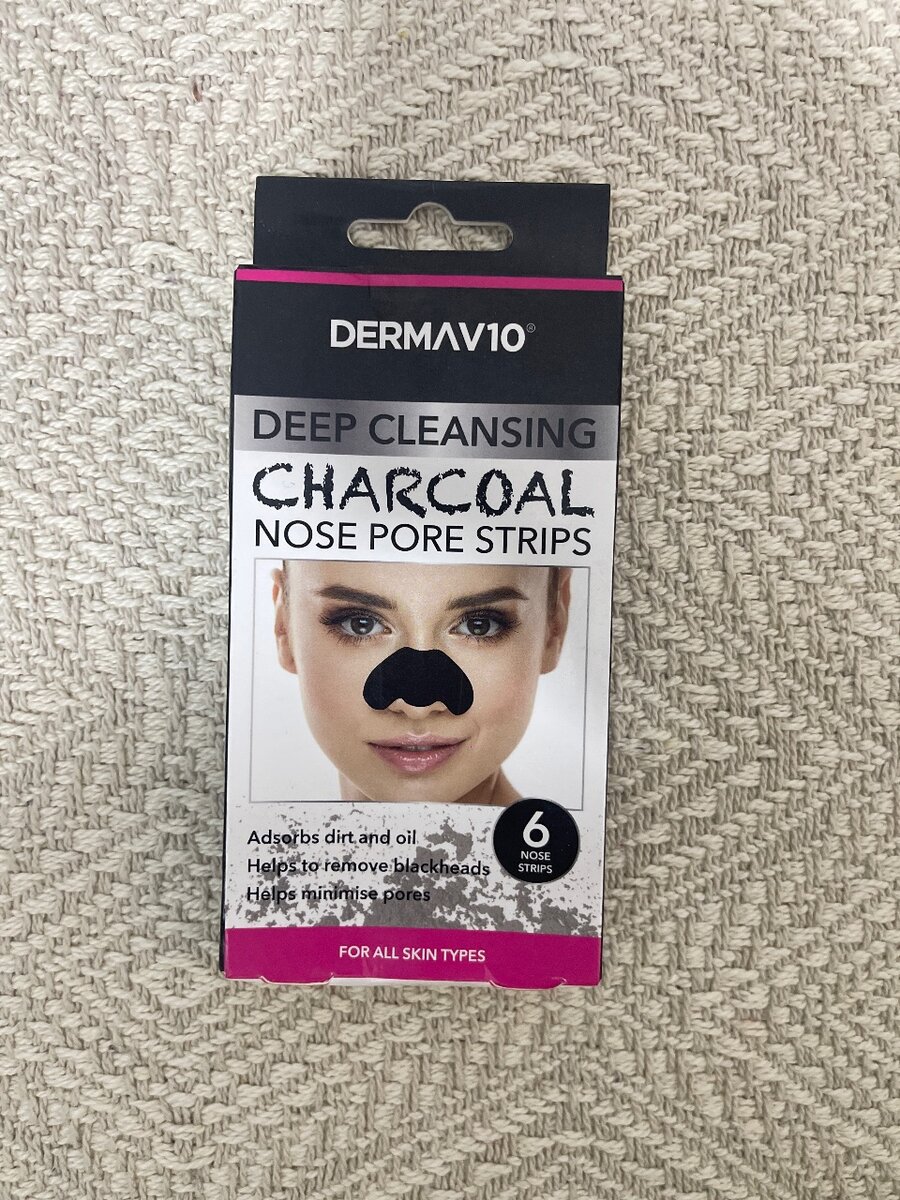 DERMAV10®
DEEP CLEANSING
CHARCOAL
NOSE PORE STRIPS
Adsorbs dirt and oil
Helps to remove blackheads
Helps minimise pores
6
NOSE
STRIPS
FOR ALL SKIN TYPES